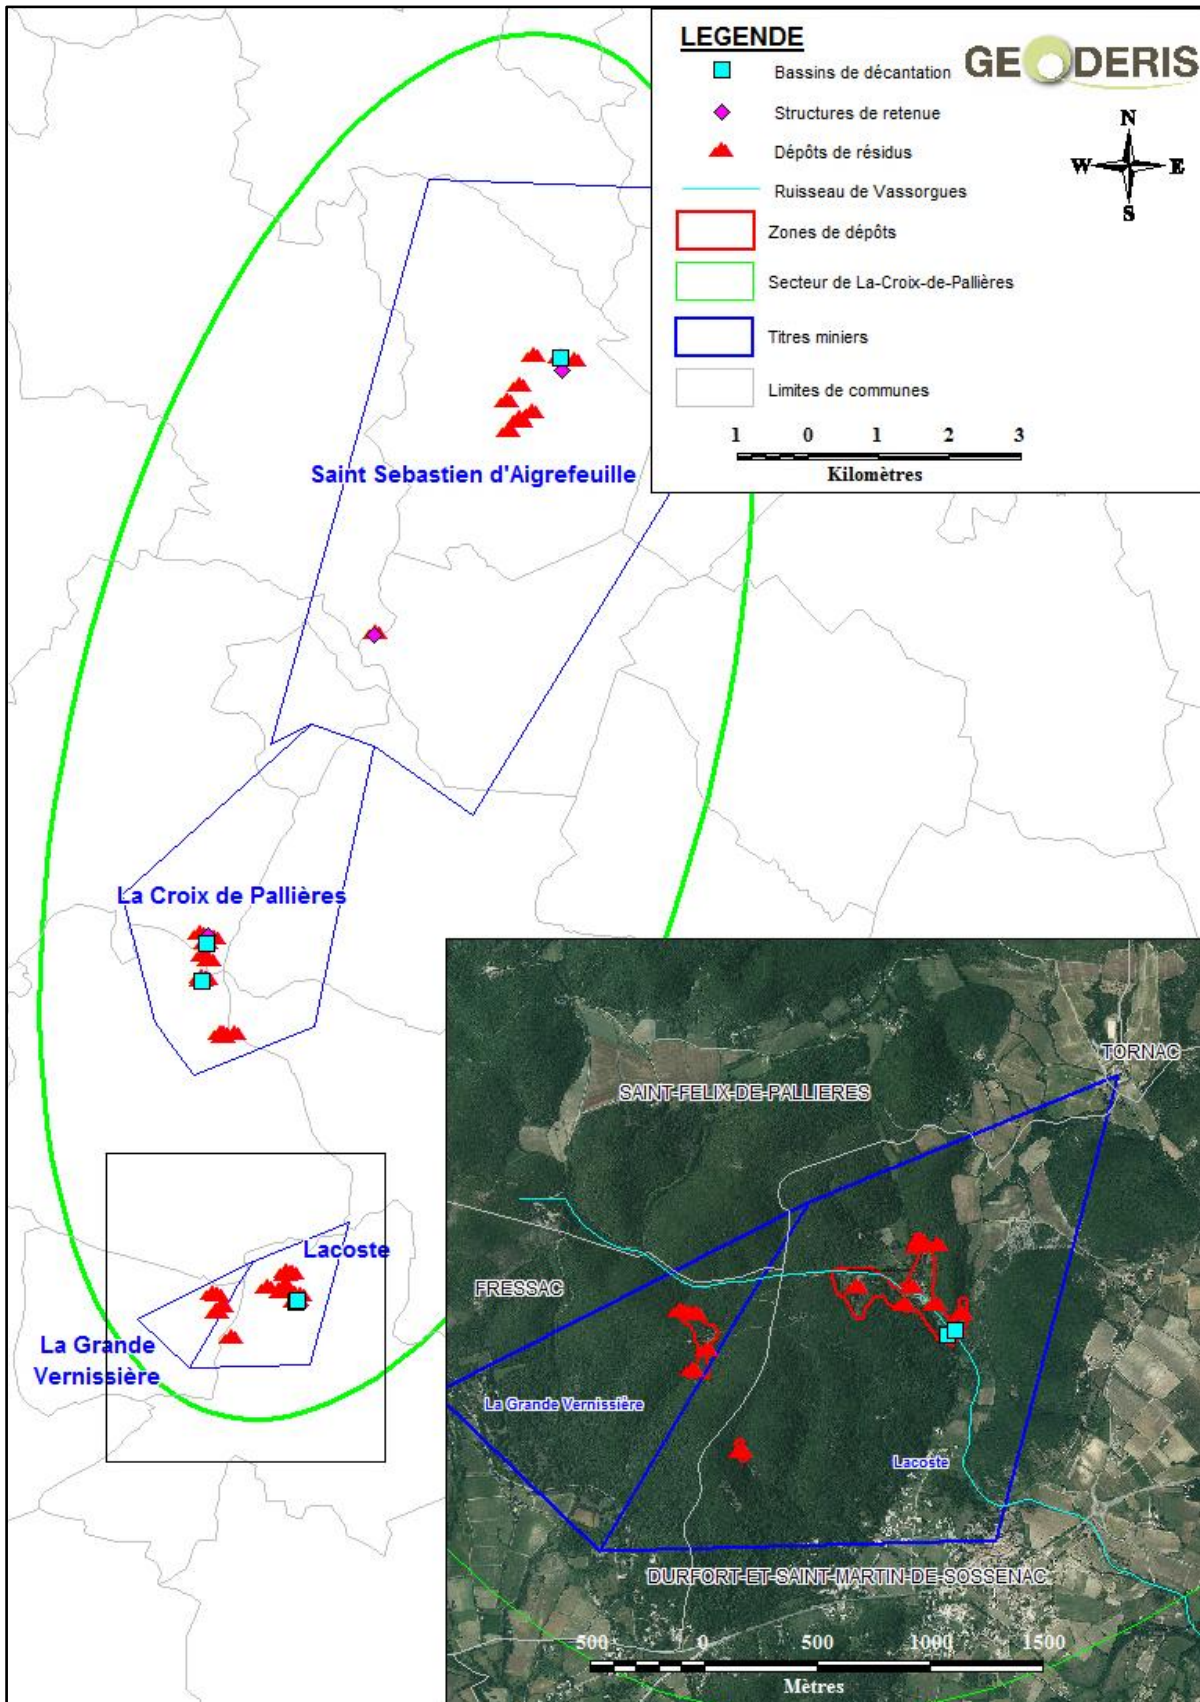 LEGENDE
GEODERIS
Bassins de décantation
Structures de retenue
Dépôts de résidus
Ruisseau de Vassorgues
Zones de dépôts
Secteur de La-Croix-de-Pallières
Titres miniers
Limites de communes
N
W E
S
1 0 1 2 3
Kilomètres
Saint Sebastien d'Aigrefeuille
La Croix de Pallières
Lacoste
La Grande
Vernissière
TORNAC
SAINT-FELIX-DE-PALLIERES
FRESSAC
La Grande Vernissière
Lacoste
DURFORT-ET-SAINT-MARTIN-DE-SOSSENAC
500 0 500 1000 1500
Mètres